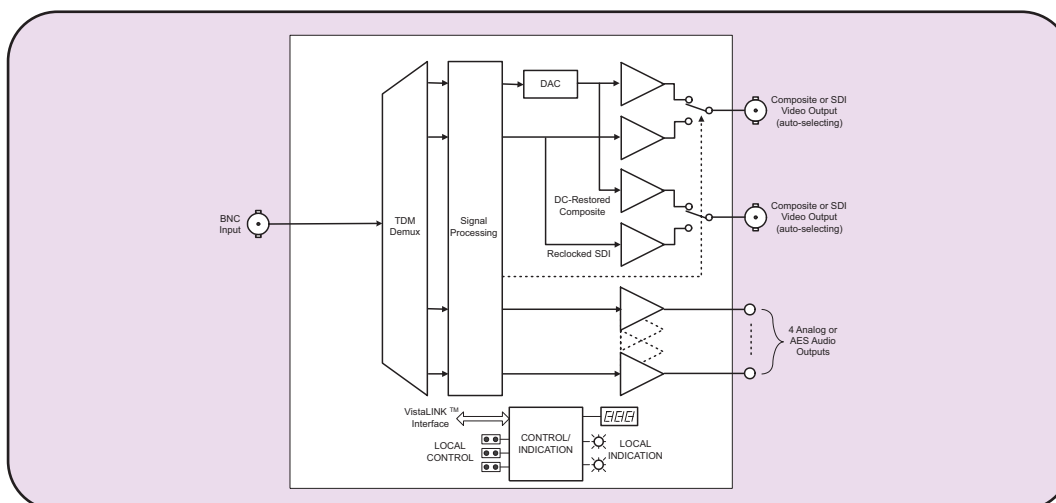 DAC
Composite or SDI
Video Output
(auto-selecting)
BNC
Input
TDM
Demux
Signal
Processing
DC-Restored
Composite
Composite or SDI
Video Output
(auto-selecting)
Reclocked SDI
4 Analog or
AES Audio
Outputs
VistaLINK ™
Interface
LOCAL
CONTROL
CONTROL/
INDICATION
LOCAL
INDICATION